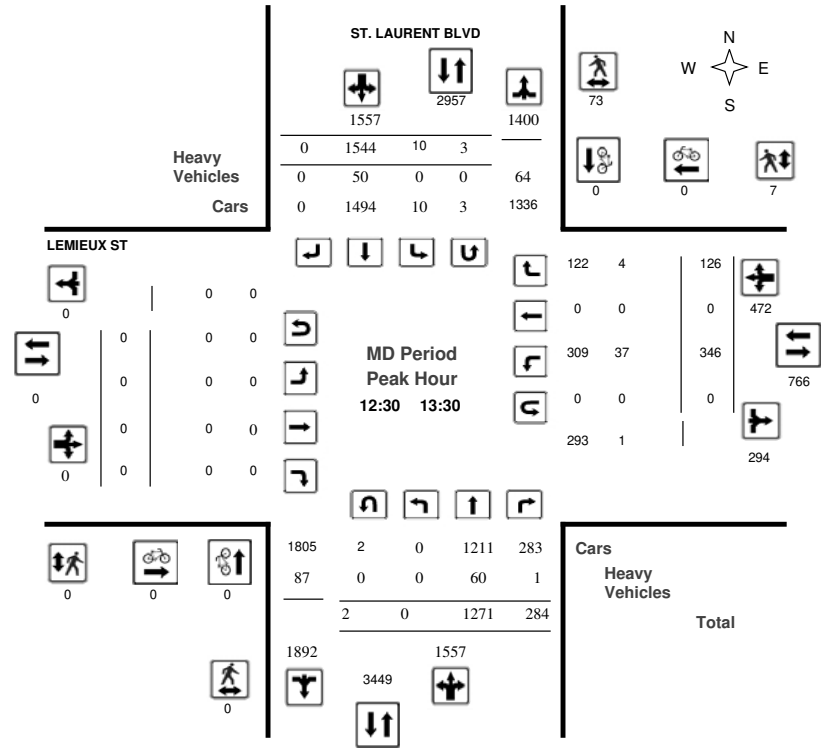 ST. LAURENT BLVD
N
W E
S
2957
73
1557 1400
Heavy Vehicles
0 1544 10 3
0 50 0 0 64
Cars 0 1494 10 3 1336
0 0 7
LEMIEUX ST
0
0 0
0 0 0
0 0 0
0 0 0
0 0 0
0
0
122 4 126
472
0 0 0
309 37 346
766
0 0 0
293 1
294
MD Period
Peak Hour
12:30 13:30
1805 2 0 1211 283 Cars
87 0 0 60 1 Heavy
Vehicles
2 0 1271 284 Total
0 0 0
1892 1557
3449
0